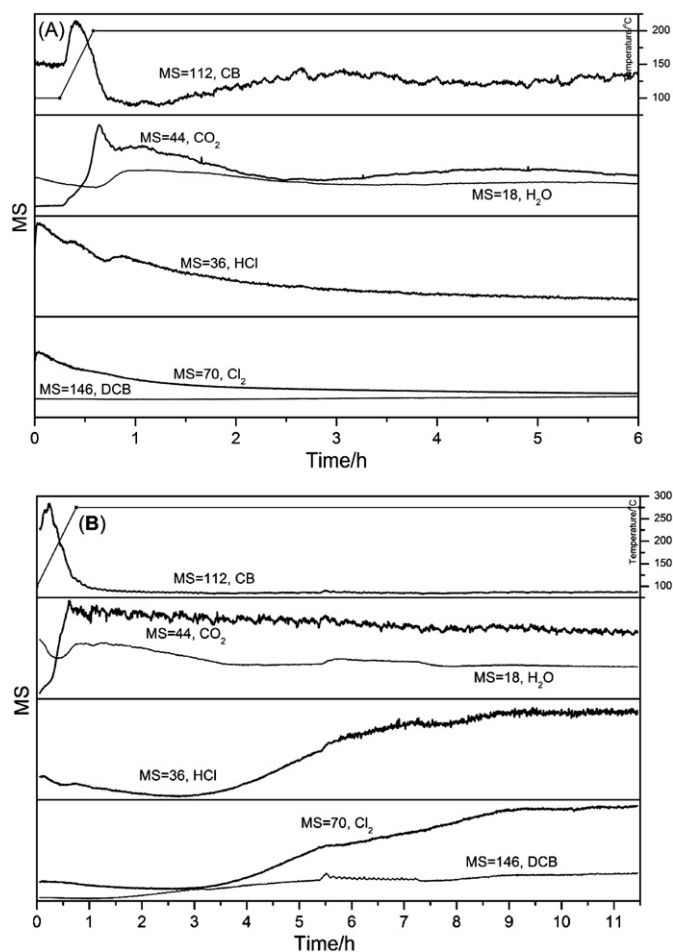 (A)
200
150
100
Temperature/°C
MS=112, CB
MS=44, CO₂
MS=18, H₂O
MS
MS=36, HCl
MS=70, Cl₂
MS=146, DCB
0 1 2 3 4 5 6
Time/h
(B)
300
250
200
150
100
Temperature/°C
MS=112, CB
MS=44, CO₂
MS=18, H₂O
MS
MS=36, HCl
MS=70, Cl₂
MS=146, DCB
0 1 2 3 4 5 6 7 8 9 10 11
Time/h